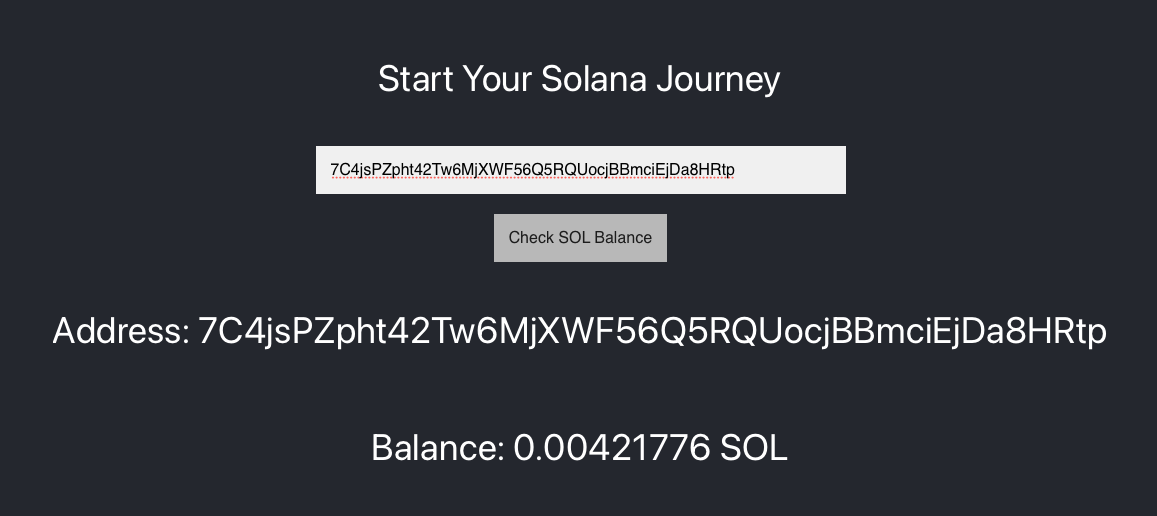 Start Your Solana Journey
7C4jsPZpht42Tw6MjXWF56Q5RQUocjBBmciEjDa8HRtp
Check SOL Balance
Address: 7C4jsPZpht42Tw6MjXWF56Q5RQUocjBBmciEjDa8HRtp
Balance: 0.00421776 SOL